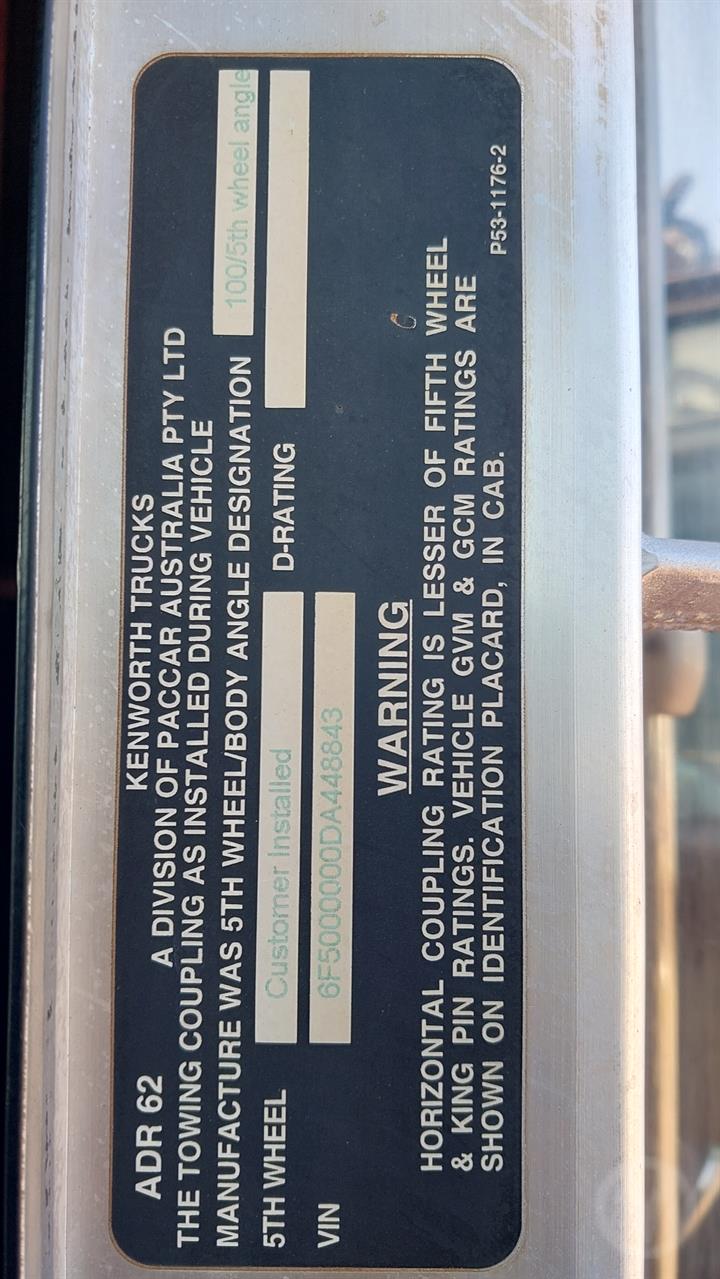 KENWORTH TRUCKS
ADR 62 A DIVISION OF PACCAR AUSTRALIA PTY LTD
THE TOWING COUPLING AS INSTALLED DURING VEHICLE
MANUFACTURE WAS 5TH WHEEL/BODY ANGLE DESIGNATION 100/5th wheel angle
5TH WHEEL Customer Installed D-RATING
VIN 6F5000000DA448843
WARNING
HORIZONTAL COUPLING RATING IS LESSER OF FIFTH WHEEL
& KING PIN RATINGS. VEHICLE GVM & GCM RATINGS ARE
SHOWN ON IDENTIFICATION PLACARD, IN CAB.
P53-1176-2